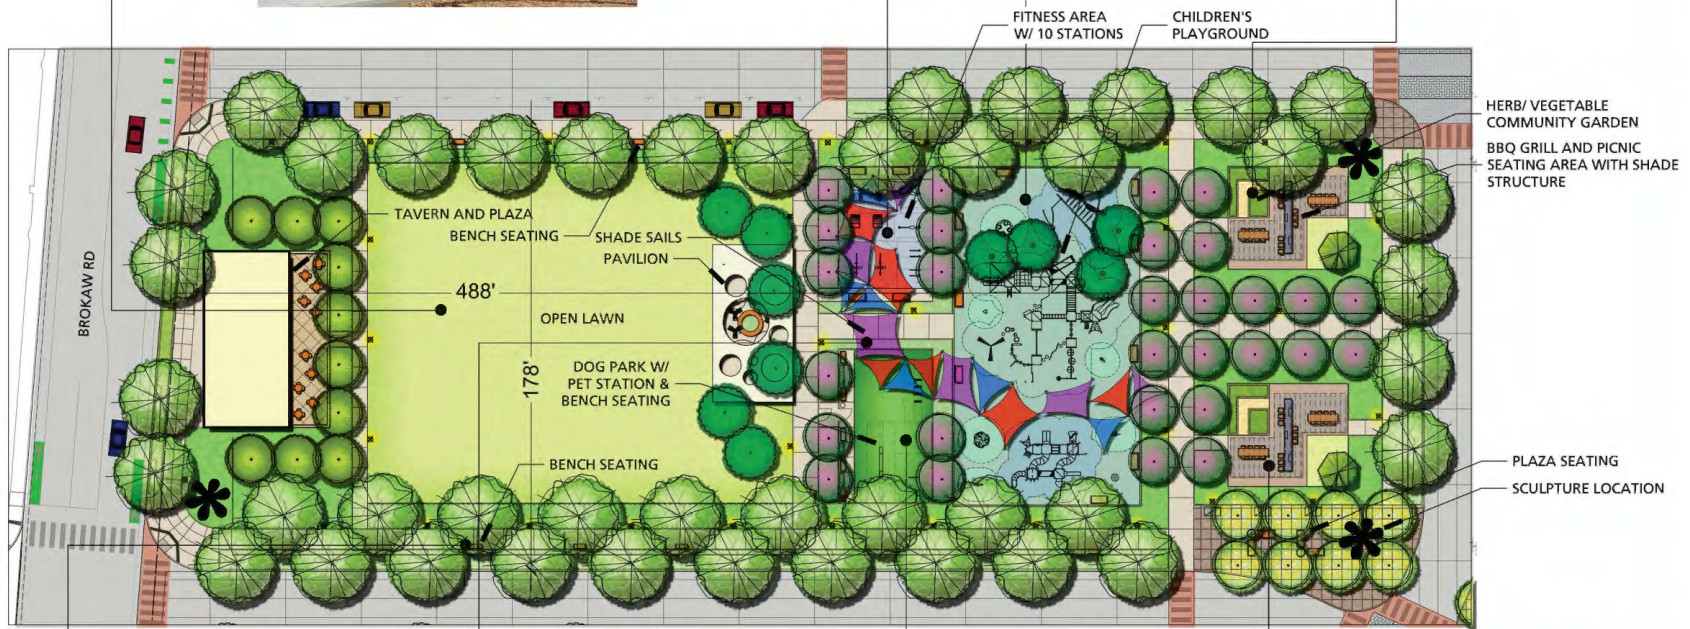 FITNESS AREA
W/ 10 STATIONS
CHILDREN'S
PLAYGROUND
HERB/ VEGETABLE
COMMUNITY GARDEN
BBQ GRILL AND PICNIC
SEATING AREA WITH SHADE
STRUCTURE
TAVERN AND PLAZA
BENCH SEATING
SHADE SAILS
PAVILION
BROKAW RD
488'
OPEN LAWN
178'
DOG PARK W/
PET STATION &
BENCH SEATING
BENCH SEATING
PLAZA SEATING
SCULPTURE LOCATION